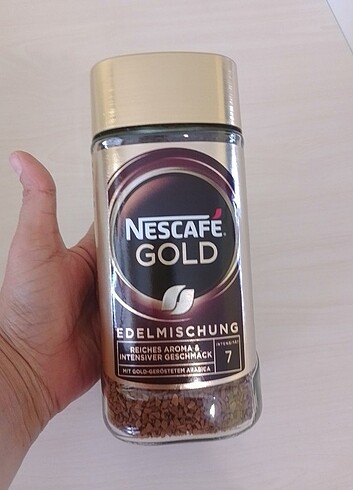 NESCAFÉ
GOLD
EDELMISCHUNG
REICHES AROMA &
INTENSIVER GESCHMACK
MIT GOLD-GERÖSTETEM ARABICA
INTENSITÄT
7